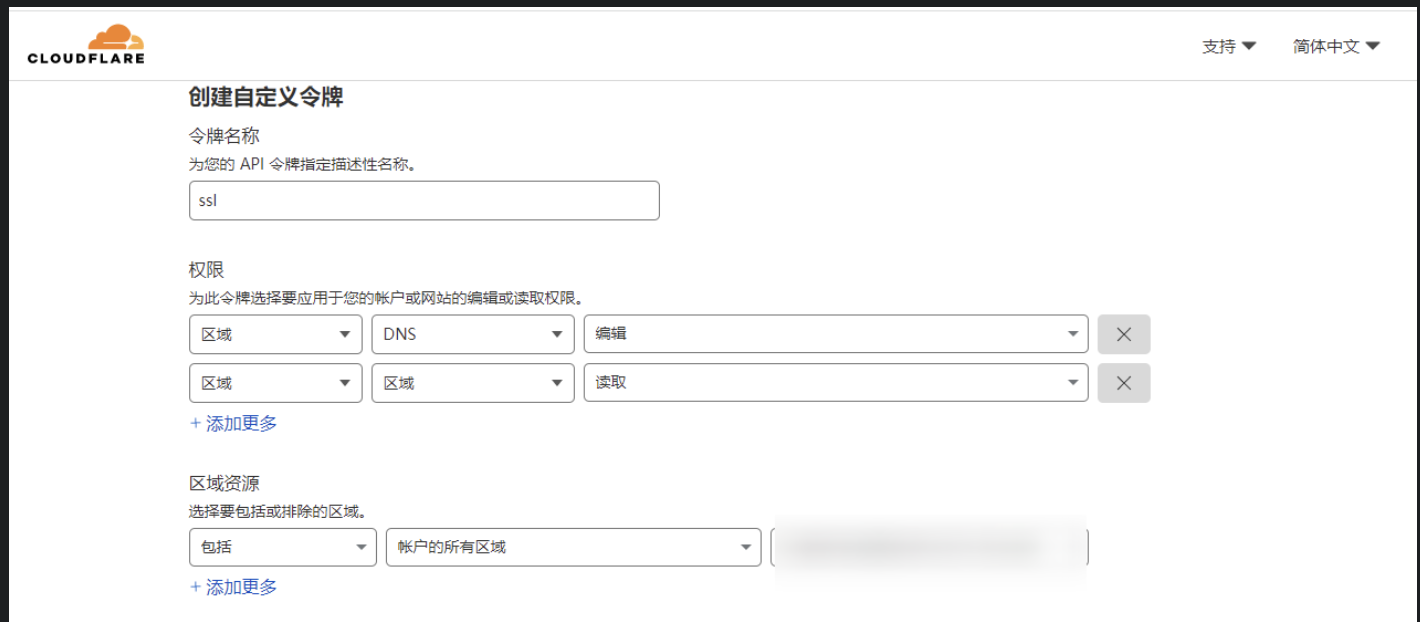 CLOUDFLARE
支持 简体中文
创建自定义令牌
令牌名称
为您的 API 令牌指定描述性名称。
ssl
权限
为此令牌选择要应用于您的帐户或网站的编辑或读取权限。
区域 DNS 编辑
区域 区域 读取
+ 添加更多
区域资源
选择要包括或排除的区域。
包括 帐户的所有区域
+ 添加更多